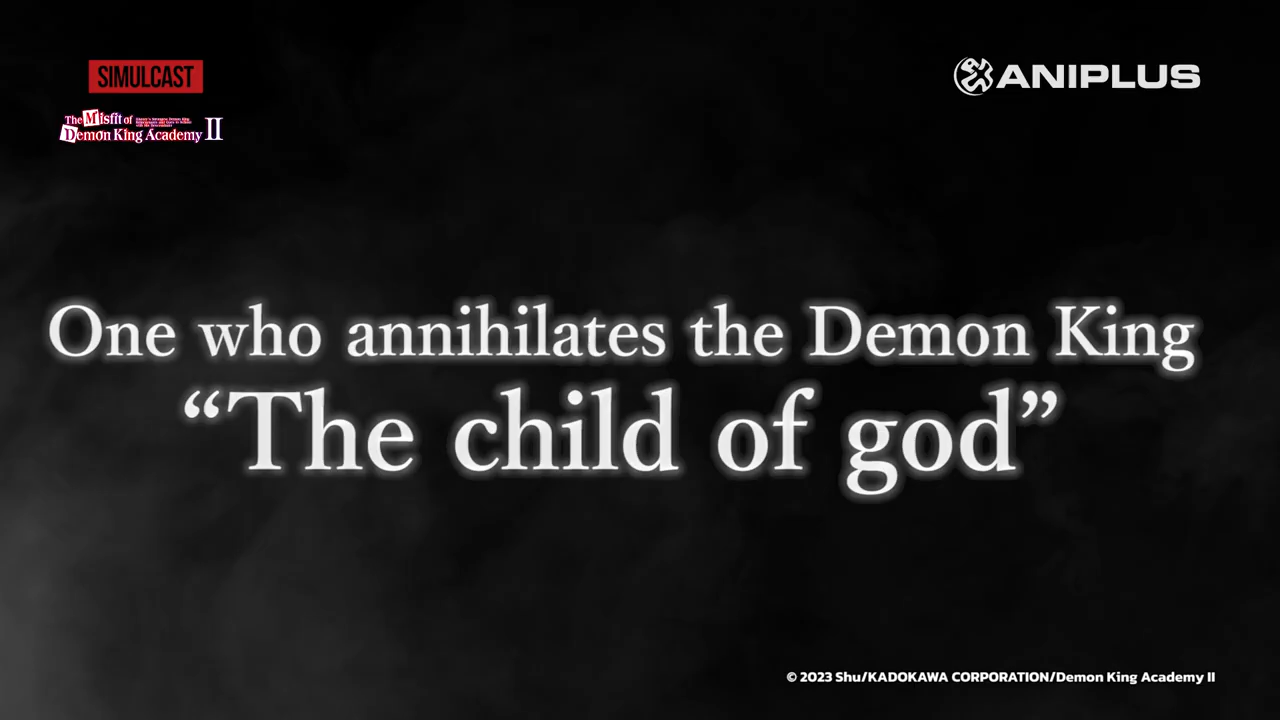 SIMULCAST
ANIPLUS
The Misfit of
Demon King Academy II
One who annihilates the Demon King
“The child of god”
© 2023 Shu/KADOKAWA CORPORATION/Demon King Academy II